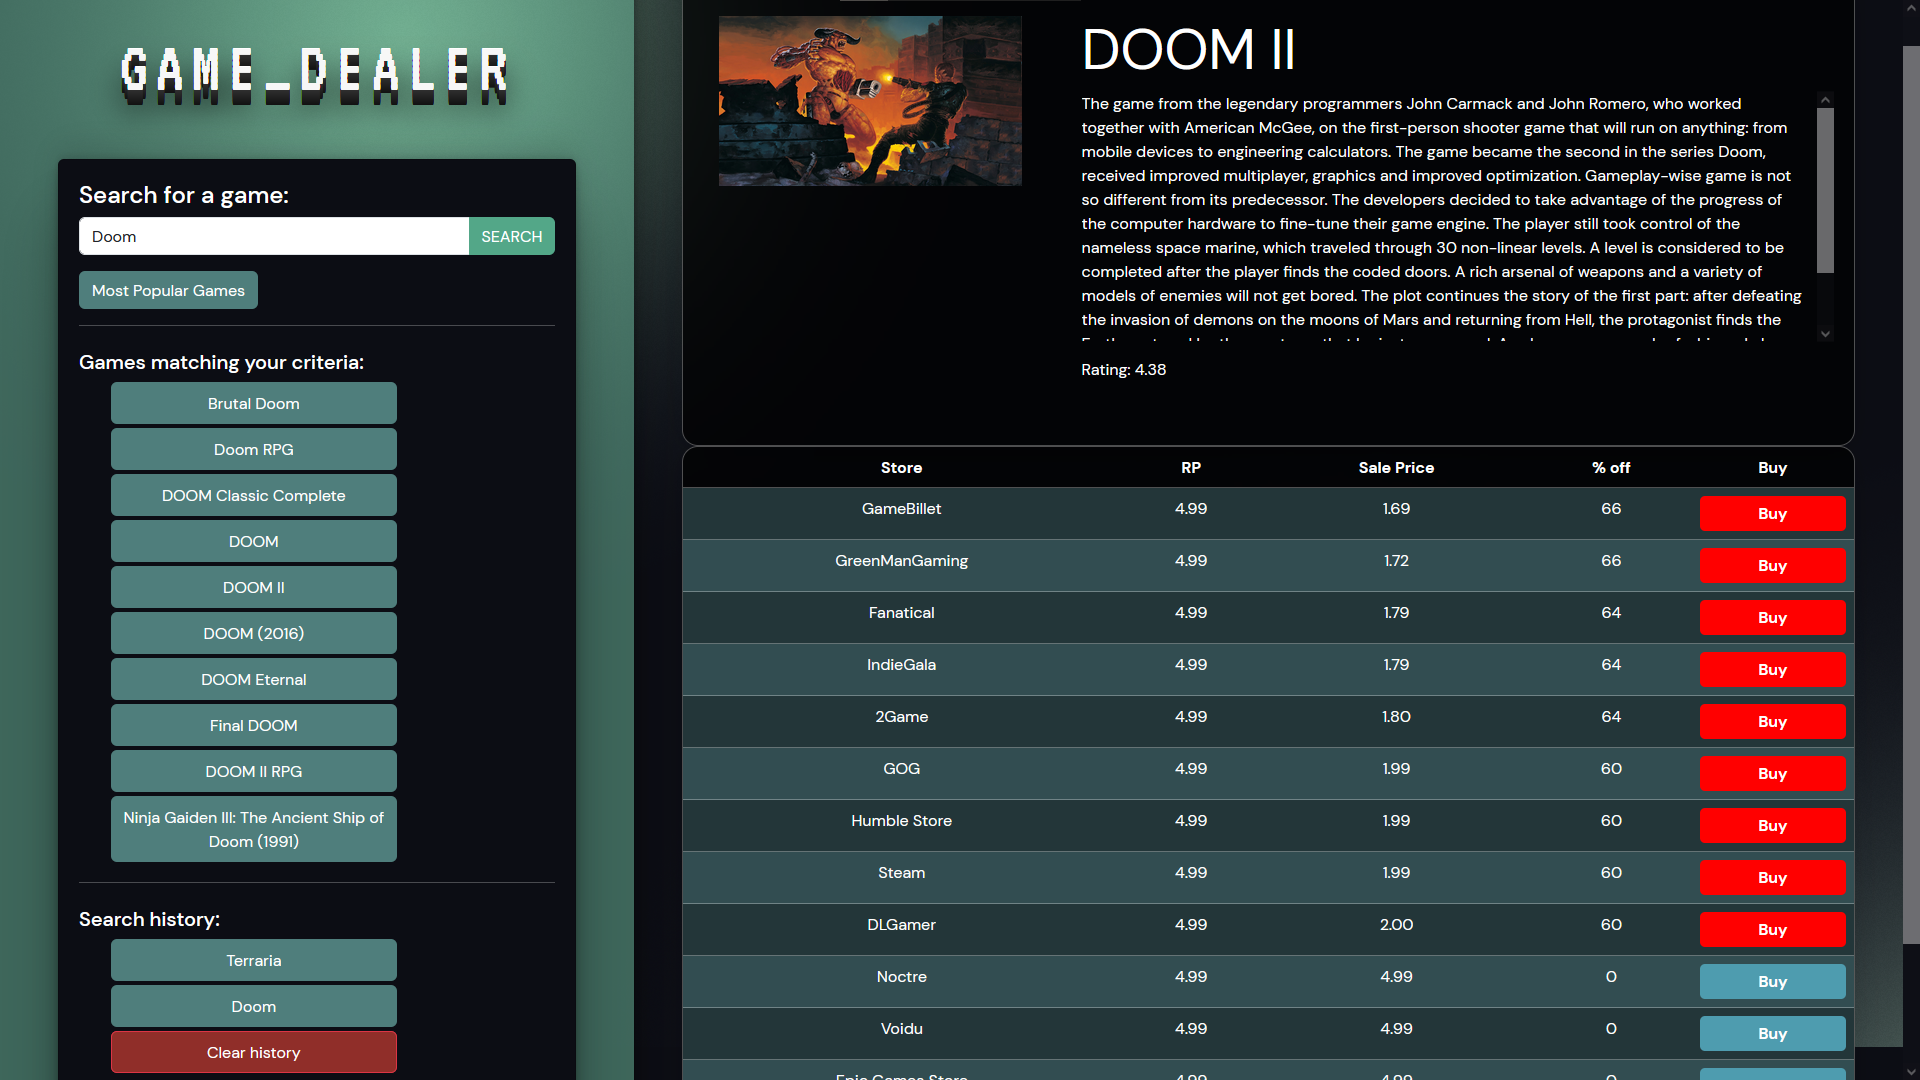 GAME_DEALER
Search for a game:
Doom
SEARCH
Most Popular Games
Games matching your criteria:
Brutal Doom
Doom RPG
DOOM Classic Complete
DOOM
DOOM II
DOOM (2016)
DOOM Eternal
Final DOOM
DOOM II RPG
Ninja Gaiden III: The Ancient Ship of
Doom (1991)
Search history:
Terraria
Doom
Clear history
DOOM II
The game from the legendary programmers John Carmack and John Romero, who worked
together with American McGee, on the first-person shooter game that will run on anything: from
mobile devices to engineering calculators. The game became the second in the series Doom,
received improved multiplayer, graphics and improved optimization. Gameplay-wise game is not
so different from its predecessor. The developers decided to take advantage of the progress of
the computer hardware to fine-tune their game engine. The player still took control of the
nameless space marine, which traveled through 30 non-linear levels. A level is considered to be
completed after the player finds the coded doors. A rich arsenal of weapons and a variety of
models of enemies will not get bored. The plot continues the story of the first part: after defeating
the invasion of demons on the moons of Mars and returning from Hell, the protagonist finds the
Rating: 4.38
Store RP Sale Price % off Buy
GameBillet 4.99 1.69 66 Buy
GreenManGaming 4.99 1.72 66 Buy
Fanatical 4.99 1.79 64 Buy
IndieGala 4.99 1.79 64 Buy
2Game 4.99 1.80 64 Buy
GOG 4.99 1.99 60 Buy
Humble Store 4.99 1.99 60 Buy
Steam 4.99 1.99 60 Buy
DLGamer 4.99 2.00 60 Buy
Noctre 4.99 4.99 0 Buy
Voidu 4.99 4.99 0 Buy
Epic Games Store 4.99 4.99 0